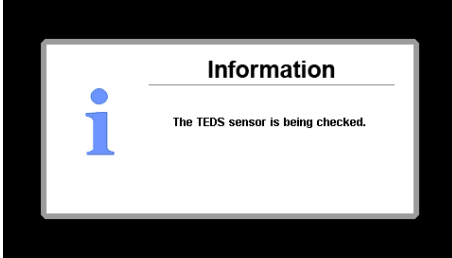 Information
The TEDS sensor is being checked.